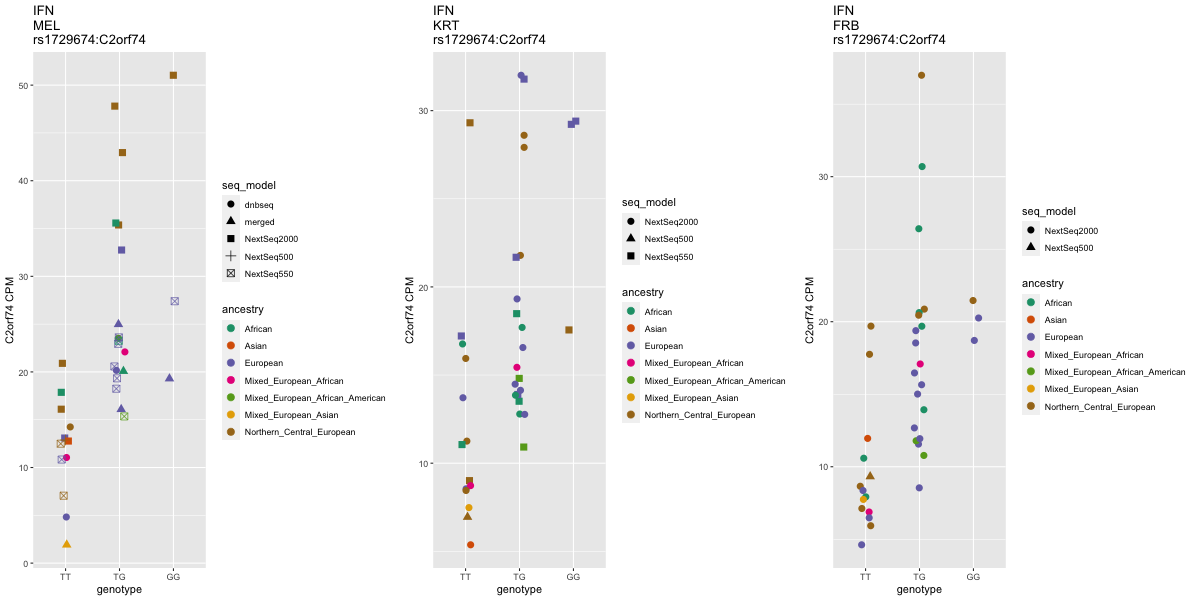 IFN
MEL
rs1729674:C2orf74
C2orf74 CPM
50
40
30
20
10
0
TT
TG
GG
genotype
seq_model
dnbseq
merged
NextSeq2000
NextSeq500
NextSeq550
ancestry
African
Asian
European
Mixed_European_African
Mixed_European_African_American
Mixed_European_Asian
Northern_Central_European
IFN
KRT
rs1729674:C2orf74
C2orf74 CPM
30
20
10
TT
TG
GG
genotype
seq_model
NextSeq2000
NextSeq500
NextSeq550
ancestry
African
Asian
European
Mixed_European_African
Mixed_European_African_American
Mixed_European_Asian
Northern_Central_European
IFN
FRB
rs1729674:C2orf74
C2orf74 CPM
30
20
10
TT
TG
GG
genotype
seq_model
NextSeq2000
NextSeq500
ancestry
African
Asian
European
Mixed_European_African
Mixed_European_African_American
Mixed_European_Asian
Northern_Central_European